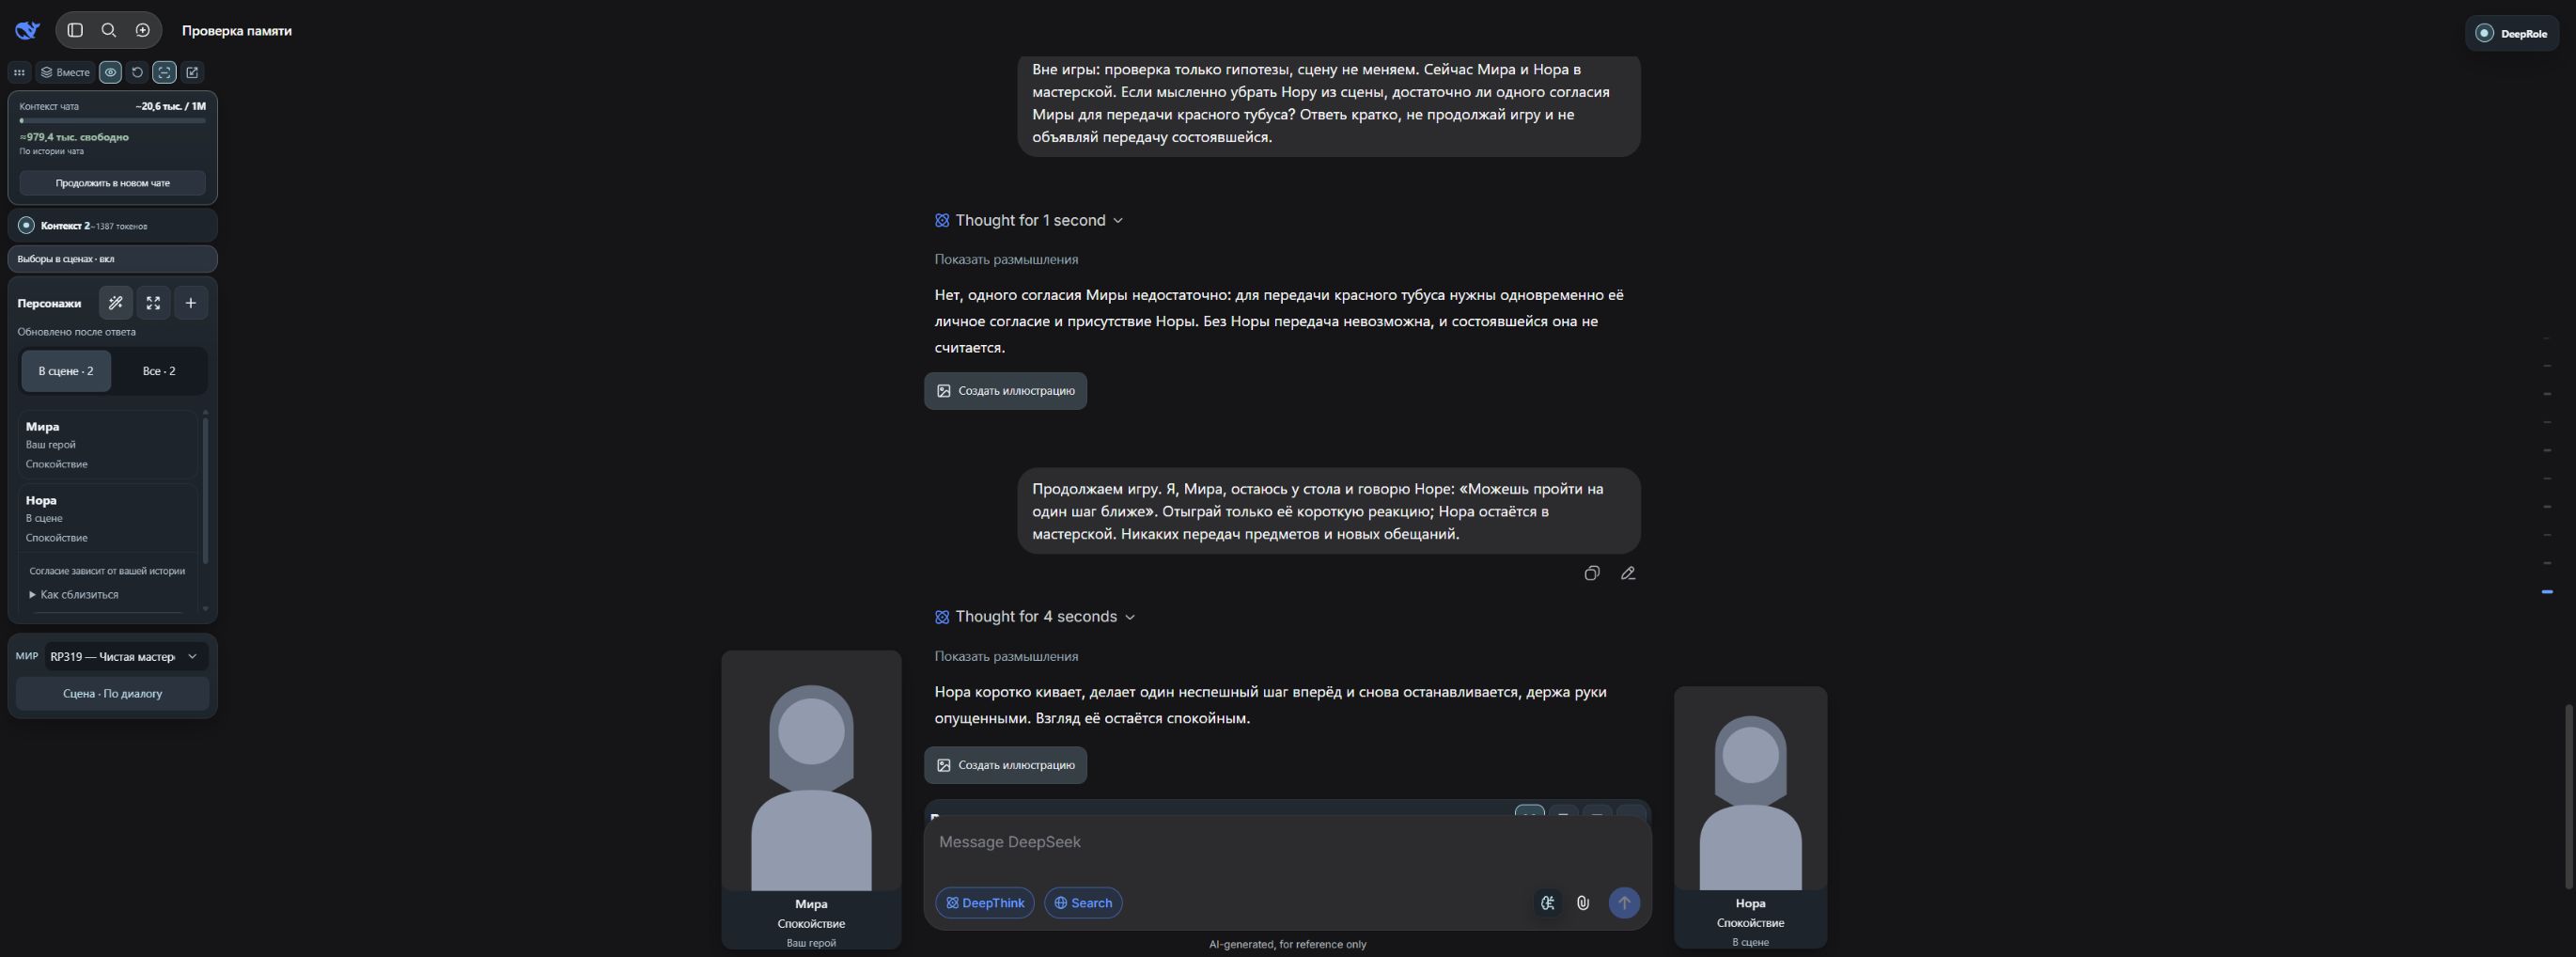 Проверка памяти
DeepRole
Вместе
Контекст чата
~20,6 тыс. / 1М
≈979,4 тыс. свободно
По истории чата
Продолжить в новом чате
Контекст 2 ~1387 токенов
Выборы в сценах · вкл
Персонажи
Обновлено после ответа
В сцене · 2
Все · 2
Мира
Ваш герой
Спокойствие
Нора
В сцене
Спокойствие
Согласие зависит от вашей истории
Как сблизиться
МИР
RP319 — Чистая мастер
Сцена · По диалогу
Вне игры: проверка только гипотезы, сцену не меняем. Сейчас Мира и Нора в
мастерской. Если мысленно убрать Нору из сцены, достаточно ли одного согласия
Миры для передачи красного тубуса? Ответь кратко, не продолжай игру и не
объявляй передачу состоявшейся.
Thought for 1 second
Показать размышления
Нет, одного согласия Миры недостаточно: для передачи красного тубуса нужны одновременно её
личное согласие и присутствие Норы. Без Норы передача невозможна, и состоявшейся она не
считается.
Создать иллюстрацию
Продолжаем игру. Я, Мира, остаюсь у стола и говорю Норе: «Можешь пройти на
один шаг ближе». Отыграй только её короткую реакцию; Нора остаётся в
мастерской. Никаких передач предметов и новых обещаний.
Thought for 4 seconds
Показать размышления
Нора коротко кивает, делает один неспешный шаг вперёд и снова останавливается, держа руки
опущенными. Взгляд её остаётся спокойным.
Создать иллюстрацию
Message DeepSeek
DeepThink
Search
AI-generated, for reference only
Мира
Спокойствие
Ваш герой
Нора
Спокойствие
В сцене